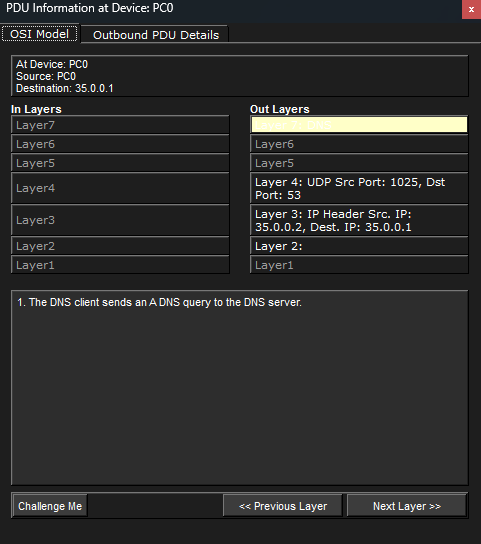 PDU Information at Device: PC0
x
OSI Model
Outbound PDU Details
At Device: PC0
Source: PC0
Destination: 35.0.0.1
In Layers
Out Layers
Layer7
Layer6
Layer6
Layer5
Layer5
Layer4
Layer 4: UDP Src Port: 1025, Dst
Port: 53
Layer3
Layer 3: IP Header Src. IP:
35.0.0.2, Dest. IP: 35.0.0.1
Layer2
Layer 2:
Layer1
Layer1
1. The DNS client sends an A DNS query to the DNS server.
Challenge Me
<< Previous Layer
Next Layer >>